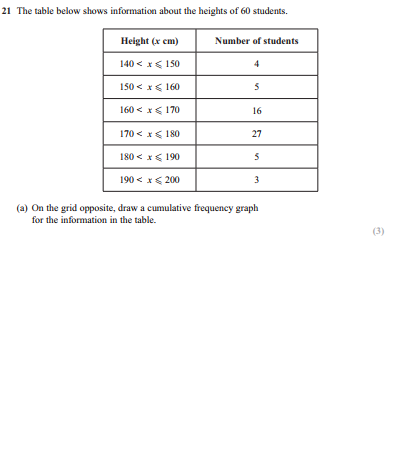 21 The table below shows information about the heights of 60 students.
Height (x cm) Number of students
140 < x ⩽ 150 4
150 < x ⩽ 160 5
160 < x ⩽ 170 16
170 < x ⩽ 180 27
180 < x ⩽ 190 5
190 < x ⩽ 200 3
(a) On the grid opposite, draw a cumulative frequency graph
for the information in the table.
(3)